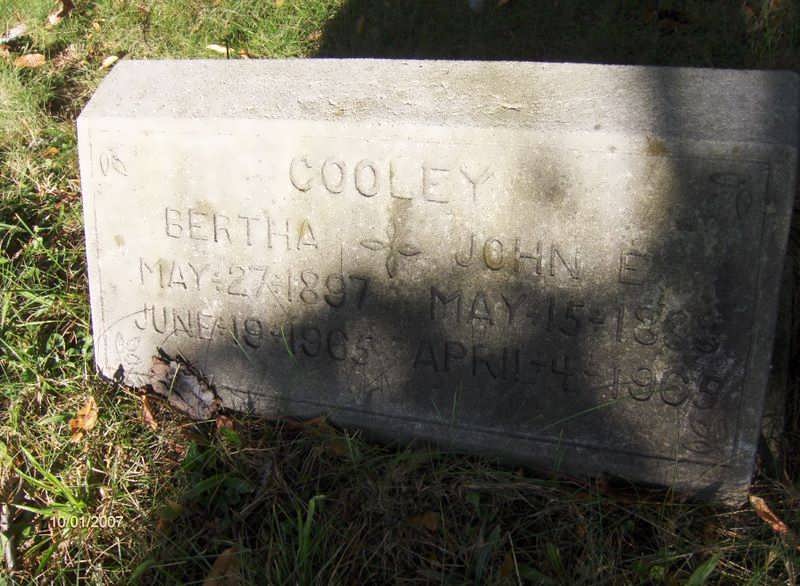 COOLEY
BERTHA
MAY-27-1897
JUNE-19-1965
JOHN E
MAY-15-
APRIL-4-1965
10/01/2007